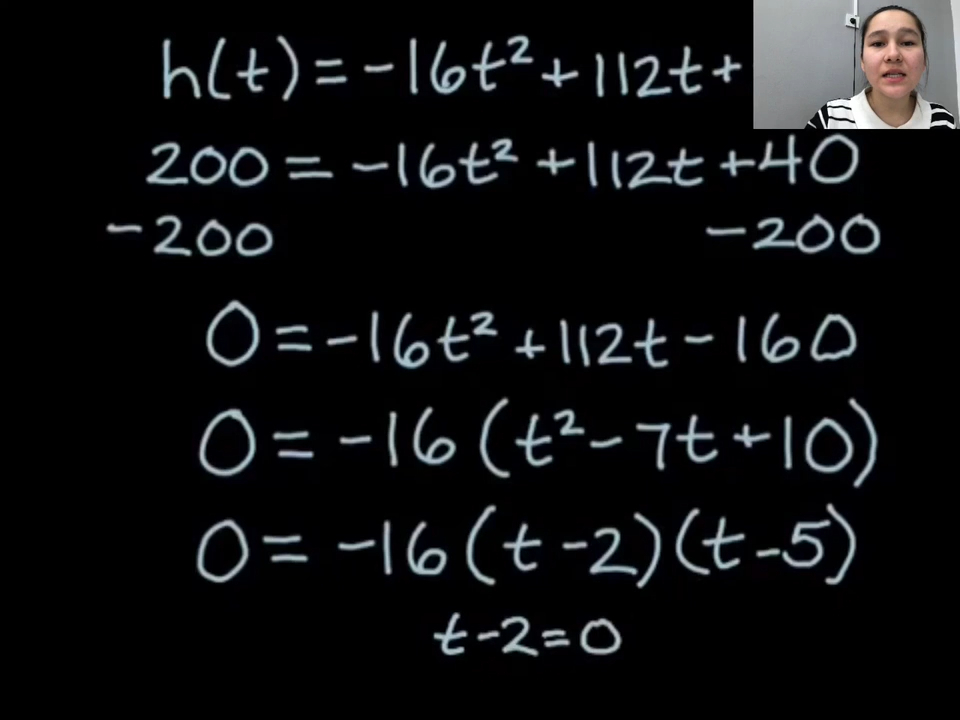 h(t)=-16t²+112t+
200=-16t²+112t+40
-200 -200
0=-16t²+112t-160
0=-16(t²-7t+10)
0=-16(t-2)(t-5)
t-2=0